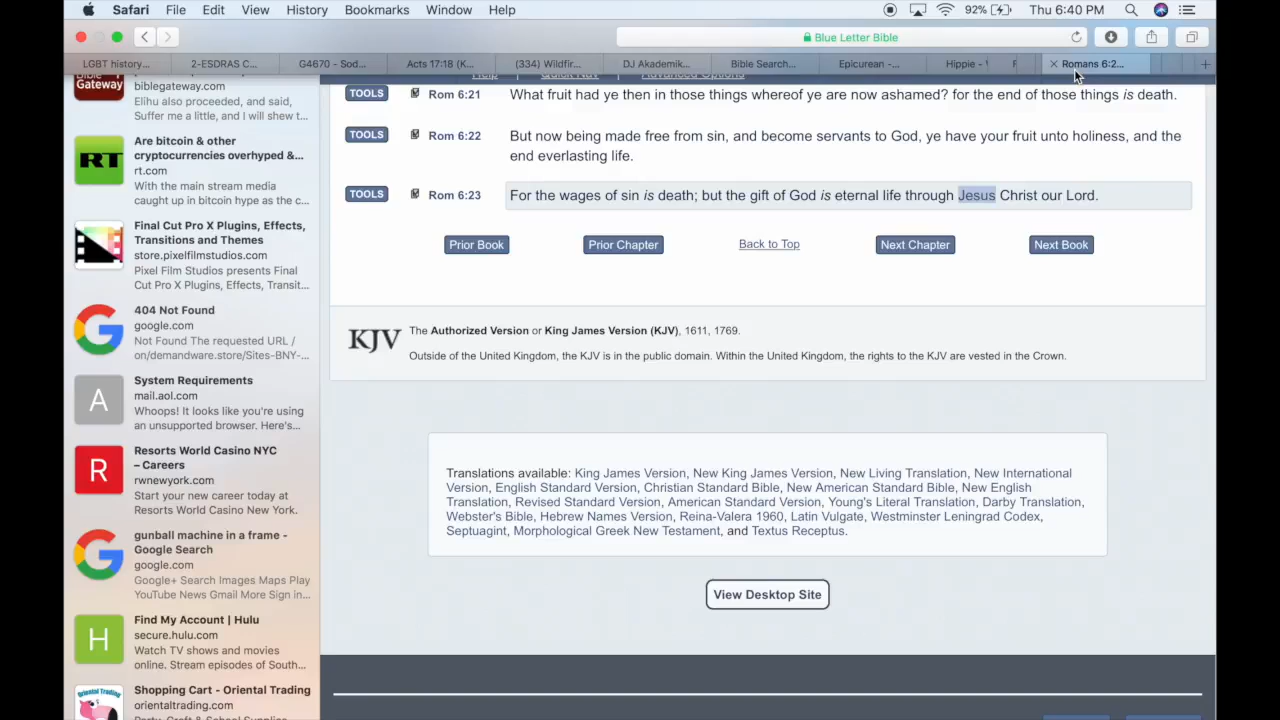 Safari File Edit View History Bookmarks Window Help 92% Thu 6:40 PM
Blue Letter Bible
LGBT history... 2-ESDRAS C... G4670 - Sod... Acts 17:18 (K... (334) Wildfir... DJ Akademik... Bible Search... Epicurean -... Hippie - Romans 6:2...
Help | Quick Nav | Advanced Options
Bible
Gateway
biblegateway.com
Elihu also proceeded, and said,
Suffer me a little, and I will shew t...
Are bitcoin & other
cryptocurrencies overhyped &...
RT
rt.com
With the main stream media
caught up in bitcoin hype as the c...
Final Cut Pro X Plugins, Effects,
Transitions and Themes
store.pixelfilmstudios.com
Pixel Film Studios presents Final
Cut Pro X Plugins, Effects, Transit...
404 Not Found
G
google.com
Not Found The requested URL /
on/demandware.store/Sites-BNY-...
System Requirements
A
mail.aol.com
Whoops! It looks like you're using
an unsupported browser. Here's...
Resorts World Casino NYC
– Careers
R
rwnewyork.com
Start your new career today at
Resorts World Casino New York.
gunball machine in a frame -
Google Search
G
google.com
Google+ Search Images Maps Play
YouTube News Gmail More Sign in...
Find My Account | Hulu
H
secure.hulu.com
Watch TV shows and movies
online. Stream episodes of South...
Shopping Cart - Oriental Trading
Oriental Trading
orientaltrading.com
Party, Craft & School Supplies
TOOLS Rom 6:21 What fruit had ye then in those things whereof ye are now ashamed? for the end of those things is death.
TOOLS Rom 6:22 But now being made free from sin, and become servants to God, ye have your fruit unto holiness, and the
end everlasting life.
TOOLS Rom 6:23 For the wages of sin is death; but the gift of God is eternal life through Jesus Christ our Lord.
Prior Book Prior Chapter Back to Top Next Chapter Next Book
KJV The Authorized Version or King James Version (KJV), 1611, 1769.
Outside of the United Kingdom, the KJV is in the public domain. Within the United Kingdom, the rights to the KJV are vested in the Crown.
Translations available: King James Version, New King James Version, New Living Translation, New International
Version, English Standard Version, Christian Standard Bible, New American Standard Bible, New English
Translation, Revised Standard Version, American Standard Version, Young's Literal Translation, Darby Translation,
Webster's Bible, Hebrew Names Version, Reina-Valera 1960, Latin Vulgate, Westminster Leningrad Codex,
Septuagint, Morphological Greek New Testament, and Textus Receptus.
View Desktop Site